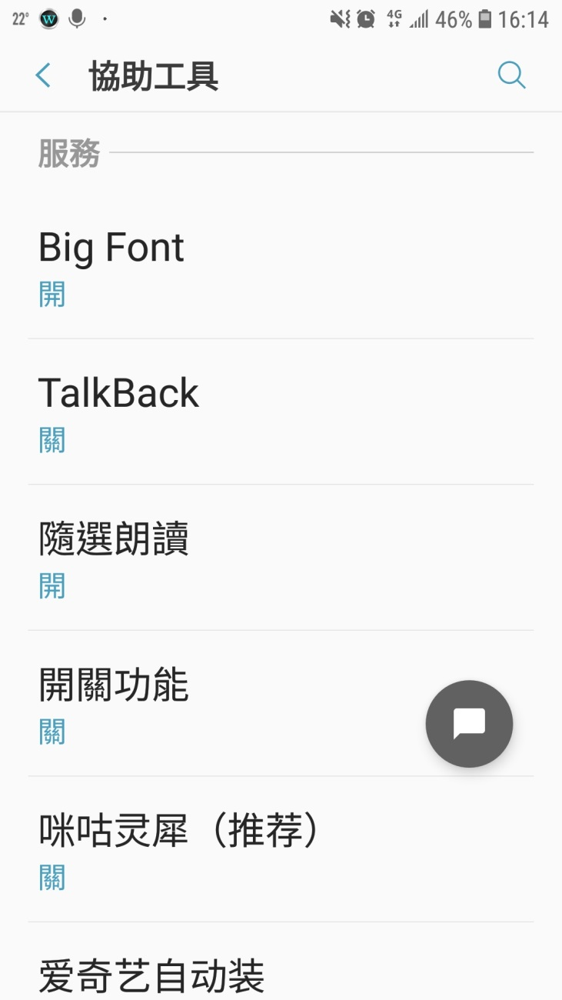 22° W 4G 46% 16:14
協助工具
服務
Big Font
開
TalkBack
關
隨選朗讀
開
開關功能
關
咪咕灵犀（推荐）
關
爱奇艺自动装